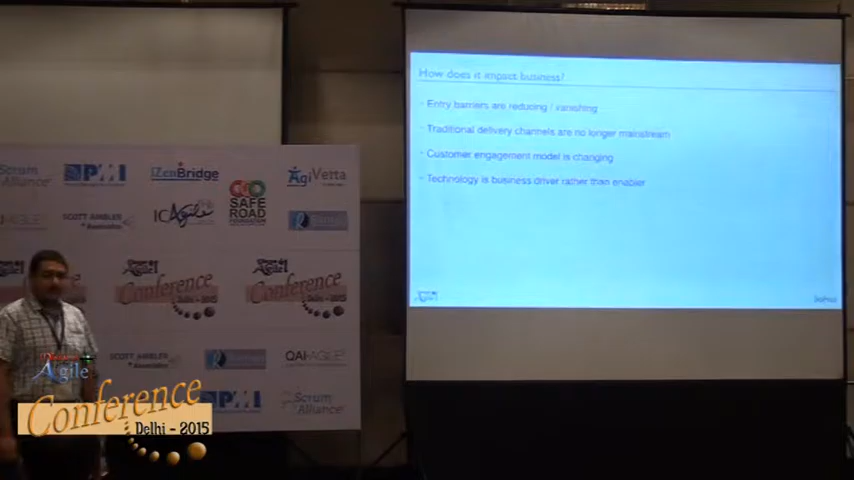 How does it impact business?
- Entry barriers are reducing / vanishing
- Traditional delivery channels are no longer mainstream
- Customer engagement model is changing
- Technology is business driver rather than enabler
Scrum
Alliance
PMI
iZenBridge
AgiVetta
SCOTT AMBLER
+ Associates
ICAgile
SAFE
ROAD
FOUNDATION
Agile
Conference
Delhi - 2015
Agile
Conference
Delhi - 2015
SCOTT AMBLER
+ Associates
QAI-AGILE
PMI
Scrum
Alliance
Agile
Conference
Delhi - 2015